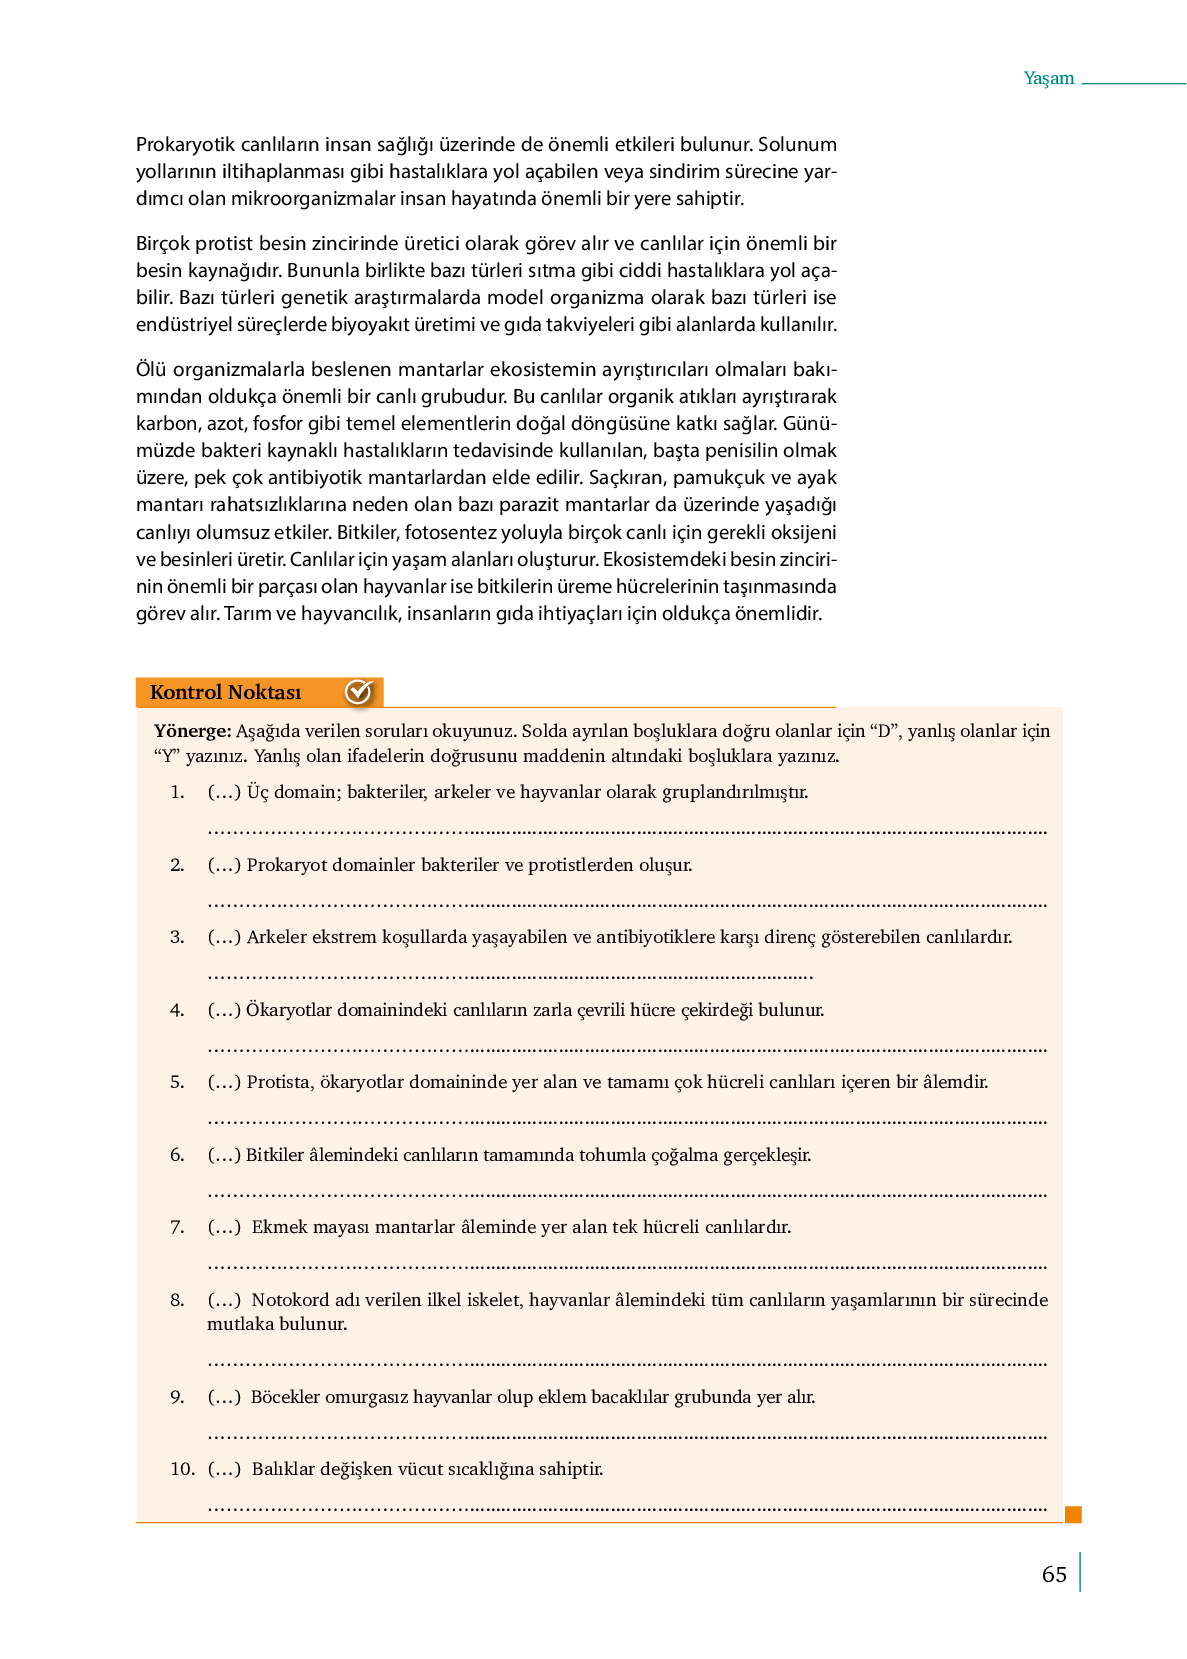 Yaşam
Prokaryotik canlıların insan sağlığı üzerinde de önemli etkileri bulunur. Solunum
yollarının iltihaplanması gibi hastalıklara yol açabilen veya sindirim sürecine yar-
dımcı olan mikroorganizmalar insan hayatında önemli bir yere sahiptir.
Birçok protist besin zincirinde üretici olarak görev alır ve canlılar için önemli bir
besin kaynağıdır. Bununla birlikte bazı türleri sıtma gibi ciddi hastalıklara yol aça-
bilir. Bazı türleri genetik araştırmalarda model organizma olarak bazı türleri ise
endüstriyel süreçlerde biyoyakıt üretimi ve gıda takviyeleri gibi alanlarda kullanılır.
Ölü organizmalarla beslenen mantarlar ekosistemin ayrıştırıcıları olmaları bakı-
mından oldukça önemli bir canlı grubudur. Bu canlılar organik atıkları ayrıştırarak
karbon, azot, fosfor gibi temel elementlerin doğal döngüsüne katkı sağlar. Günü-
müzde bakteri kaynaklı hastalıkların tedavisinde kullanılan, başta penisilin olmak
üzere, pek çok antibiyotik mantarlardan elde edilir. Saçkıran, pamukçuk ve ayak
mantarı rahatsızlıklarına neden olan bazı parazit mantarlar da üzerinde yaşadığı
canlıyı olumsuz etkiler. Bitkiler, fotosentez yoluyla birçok canlı için gerekli oksijeni
ve besinleri üretir. Canlılar için yaşam alanları oluşturur. Ekosistemdeki besin zinciri-
nin önemli bir parçası olan hayvanlar ise bitkilerin üreme hücrelerinin taşınmasında
görev alır. Tarım ve hayvancılık, insanların gıda ihtiyaçları için oldukça önemlidir.
Kontrol Noktası
Yönerge: Aşağıda verilen soruları okuyunuz. Solda ayrılan boşluklara doğru olanlar için “D”, yanlış olanlar için
“Y” yazınız. Yanlış olan ifadelerin doğrusunu maddenin altındaki boşluklara yazınız.
1. (…) Üç domain; bakteriler, arkeler ve hayvanlar olarak gruplandırılmıştır.
2. (…) Prokaryot domainler bakteriler ve protistlerden oluşur.
3. (…) Arkeler ekstrem koşullarda yaşayabilen ve antibiyotiklere karşı direnç gösterebilen canlılardır.
4. (…) Ökaryotlar domainindeki canlıların zarla çevrili hücre çekirdeği bulunur.
5. (…) Protista, ökaryotlar domaininde yer alan ve tamamı çok hücreli canlıları içeren bir âlemdir.
6. (…) Bitkiler âlemindeki canlıların tamamında tohumla çoğalma gerçekleşir.
7. (…) Ekmek mayası mantarlar âleminde yer alan tek hücreli canlılardır.
8. (…) Notokord adı verilen ilkel iskelet, hayvanlar âlemindeki tüm canlıların yaşamlarının bir sürecinde
mutlaka bulunur.
9. (…) Böcekler omurgasız hayvanlar olup eklem bacaklılar grubunda yer alır.
10. (…) Balıklar değişken vücut sıcaklığına sahiptir.
65